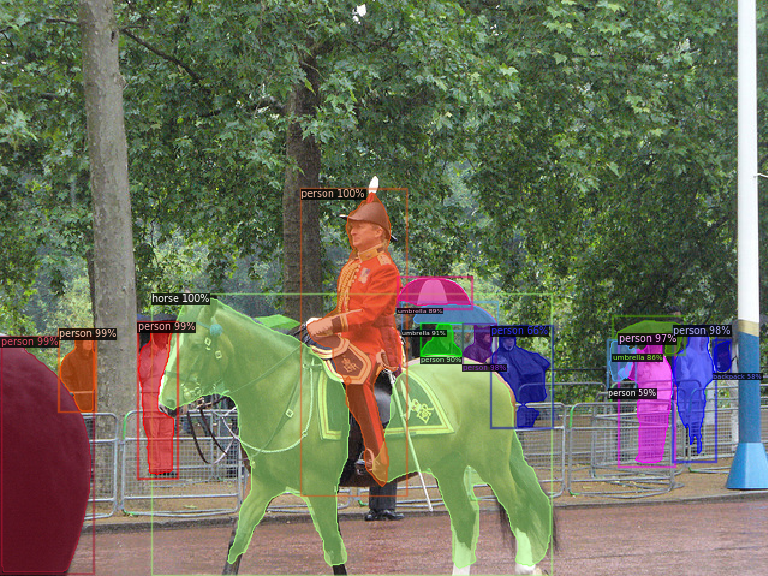 person 100%
horse 100%
umbrella 89%
person 99%
person 99%
person 99%
umbrella 91%
person 66%
person 98%
person 97%
person 90%
umbrella 86%
person 98%
backpack 58%
person 59%